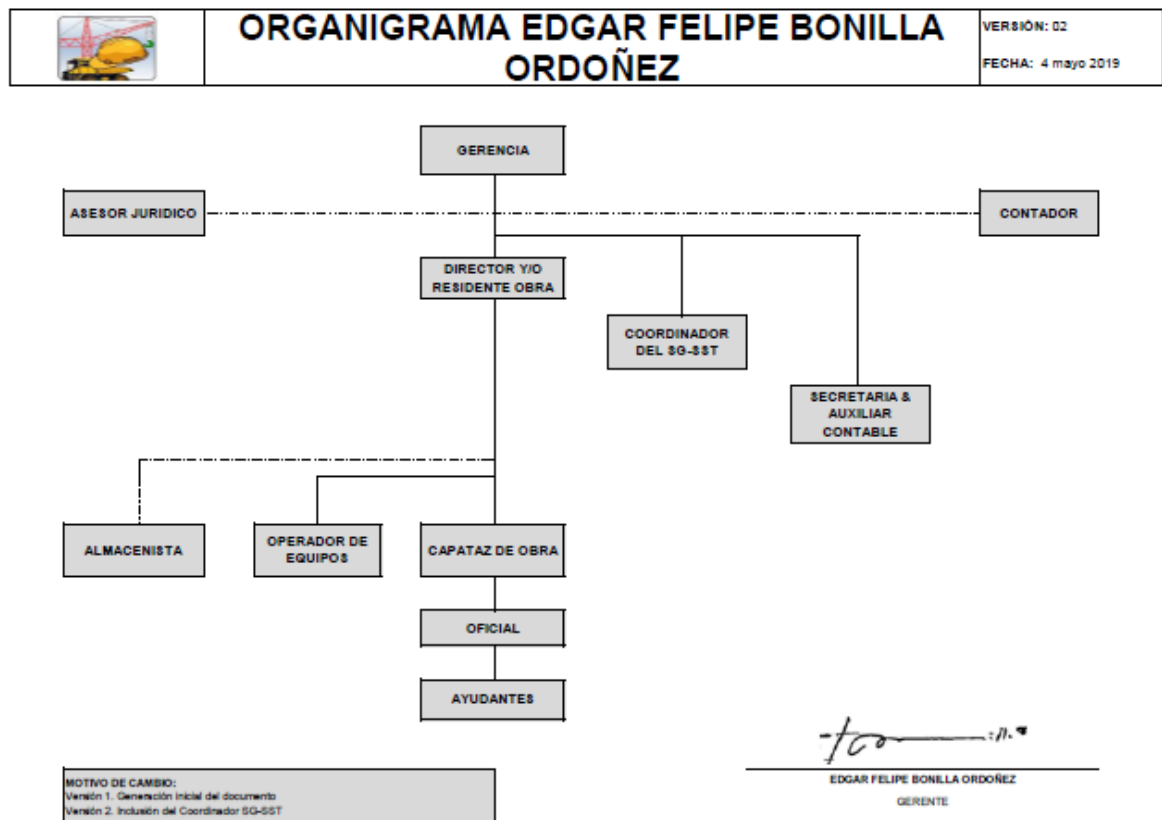 ORGANIGRAMA EDGAR FELIPE BONILLA
ORDOÑEZ
VERSIÓN: 02
FECHA: 4 mayo 2019
GERENCIA
ASESOR JURIDICO
CONTADOR
DIRECTOR Y/O
RESIDENTE OBRA
COORDINADOR
DEL SG-SST
SECRETARIA &
AUXILIAR
CONTABLE
ALMACENISTA
OPERADOR DE
EQUIPOS
CAPATAZ DE OBRA
OFICIAL
AYUDANTES
MOTIVO DE CAMBIO:
Versión 1. Generación inicial del documento
Versión 2. Inclusión del Coordinador SG-SST
EDGAR FELIPE BONILLA ORDOÑEZ
GERENTE